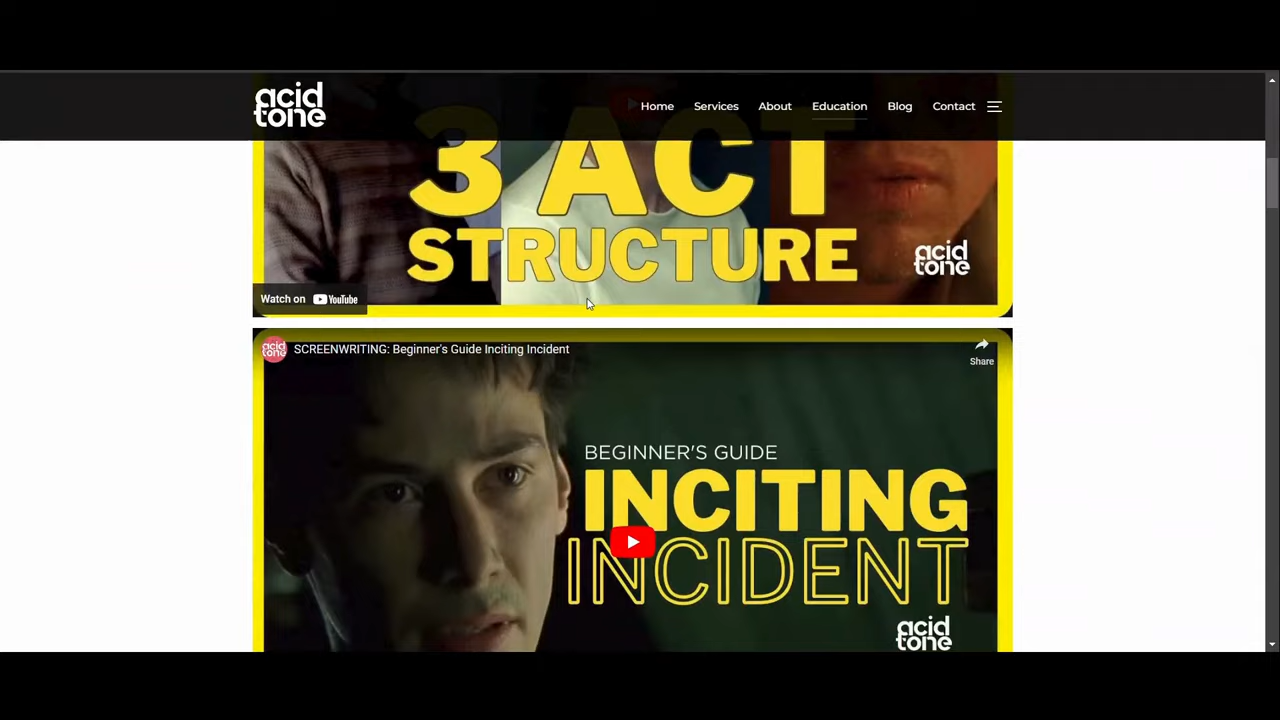 acid
tone
Home Services About Education Blog Contact
3 ACT
STRUCTURE
acid
tone
Watch on YouTube
acid
tone
SCREENWRITING: Beginner's Guide Inciting Incident
Share
BEGINNER'S GUIDE
INCITING
INCIDENT
acid
tone